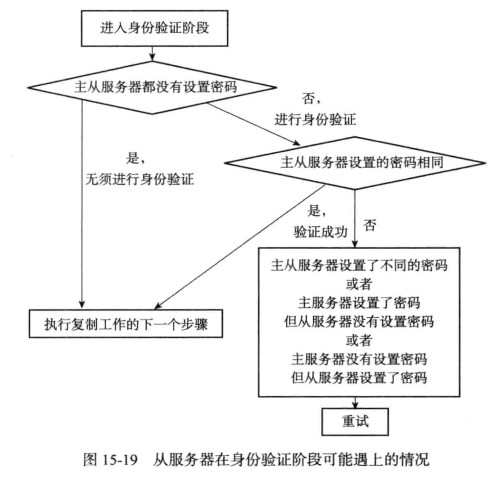 进入身份验证阶段
主从服务器都没有设置密码
否，
进行身份验证
是，
无须进行身份验证
主从服务器设置的密码相同
是，
验证成功
否
主从服务器设置了不同的密码
或者
主服务器设置了密码
但从服务器没有设置密码
或者
主服务器没有设置密码
但从服务器设置了密码
执行复制工作的下一个步骤
重试
图 15-19 从服务器在身份验证阶段可能遇上的情况